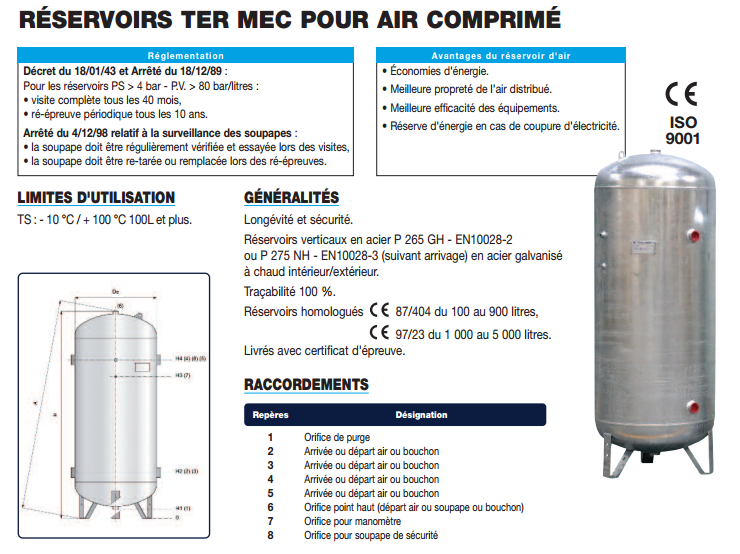 RÉSERVOIRS TER MEC POUR AIR COMPRIMÉ
Réglementation
Décret du 18/01/43 et Arrêté du 18/12/89 :
Pour les réservoirs PS > 4 bar - P.V. > 80 bar/litres :
• visite complète tous les 40 mois,
• ré-épreuve périodique tous les 10 ans.
Arrêté du 4/12/98 relatif à la surveillance des soupapes :
• la soupape doit être régulièrement vérifiée et essayée lors des visites,
• la soupape doit être re-tarée ou remplacée lors des ré-épreuves.
Avantages du réservoir d'air
• Économies d'énergie.
• Meilleure propreté de l'air distribué.
• Meilleure efficacité des équipements.
• Réserve d'énergie en cas de coupure d'électricité.
CE
ISO
9001
LIMITES D'UTILISATION
TS : - 10 °C / + 100 °C 100L et plus.
GÉNÉRALITÉS
Longévité et sécurité.
Réservoirs verticaux en acier P 265 GH - EN10028-2
ou P 275 NH - EN10028-3 (suivant arrivage) en acier galvanisé
à chaud intérieur/extérieur.
Traçabilité 100 %.
Réservoirs homologués CE 87/404 du 100 au 900 litres,
CE 97/23 du 1 000 au 5 000 litres.
Livrés avec certificat d'épreuve.
De
(6)
H4 (4) (8) (5)
H3 (7)
H2 (2) (3)
H1 (1)
0
RACCORDEMENTS
Repères Désignation
1 Orifice de purge
2 Arrivée ou départ air ou bouchon
3 Arrivée ou départ air ou bouchon
4 Arrivée ou départ air ou bouchon
5 Arrivée ou départ air ou bouchon
6 Orifice point haut (départ air ou soupape ou bouchon)
7 Orifice pour manomètre
8 Orifice pour soupape de sécurité